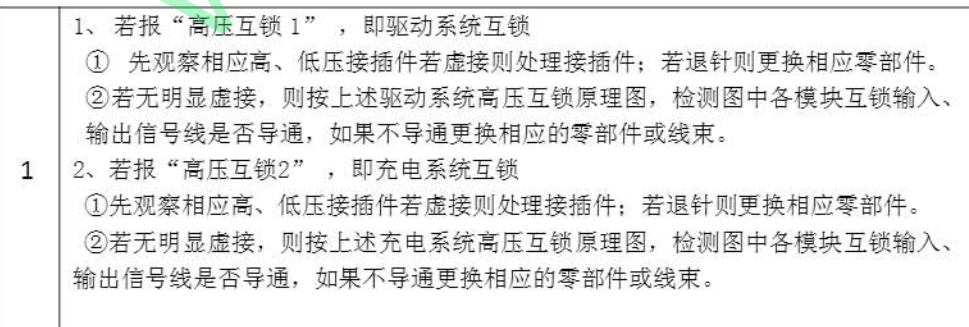 1、 若报“高压互锁 1” ，即驱动系统互锁
① 先观察相应高、低压接插件若虚接则处理接插件；若退针则更换相应零部件。
②若无明显虚接，则按上述驱动系统高压互锁原理图，检测图中各模块互锁输入、
输出信号线是否导通，如果不导通更换相应的零部件或线束。
1
2、若报“高压互锁2” ，即充电系统互锁
①先观察相应高、低压接插件若虚接则处理接插件；若退针则更换相应零部件。
②若无明显虚接，则按上述充电系统高压互锁原理图，检测图中各模块互锁输入、
输出信号线是否导通，如果不导通更换相应的零部件或线束。